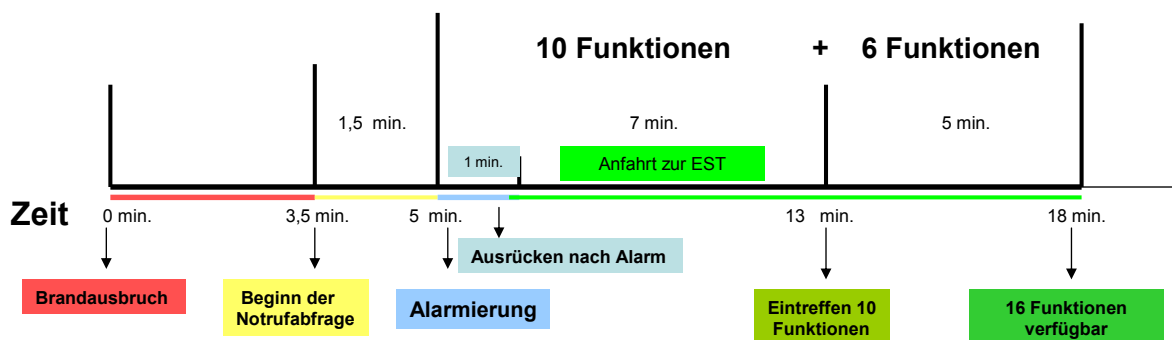 10 Funktionen + 6 Funktionen
1,5 min. 7 min. 5 min.
1 min. Anfahrt zur EST
Zeit 0 min. 3,5 min. 5 min. 13 min. 18 min.
Ausrücken nach Alarm
Brandausbruch
Beginn der
Notrufabfrage
Alarmierung
Eintreffen 10
Funktionen
16 Funktionen
verfügbar